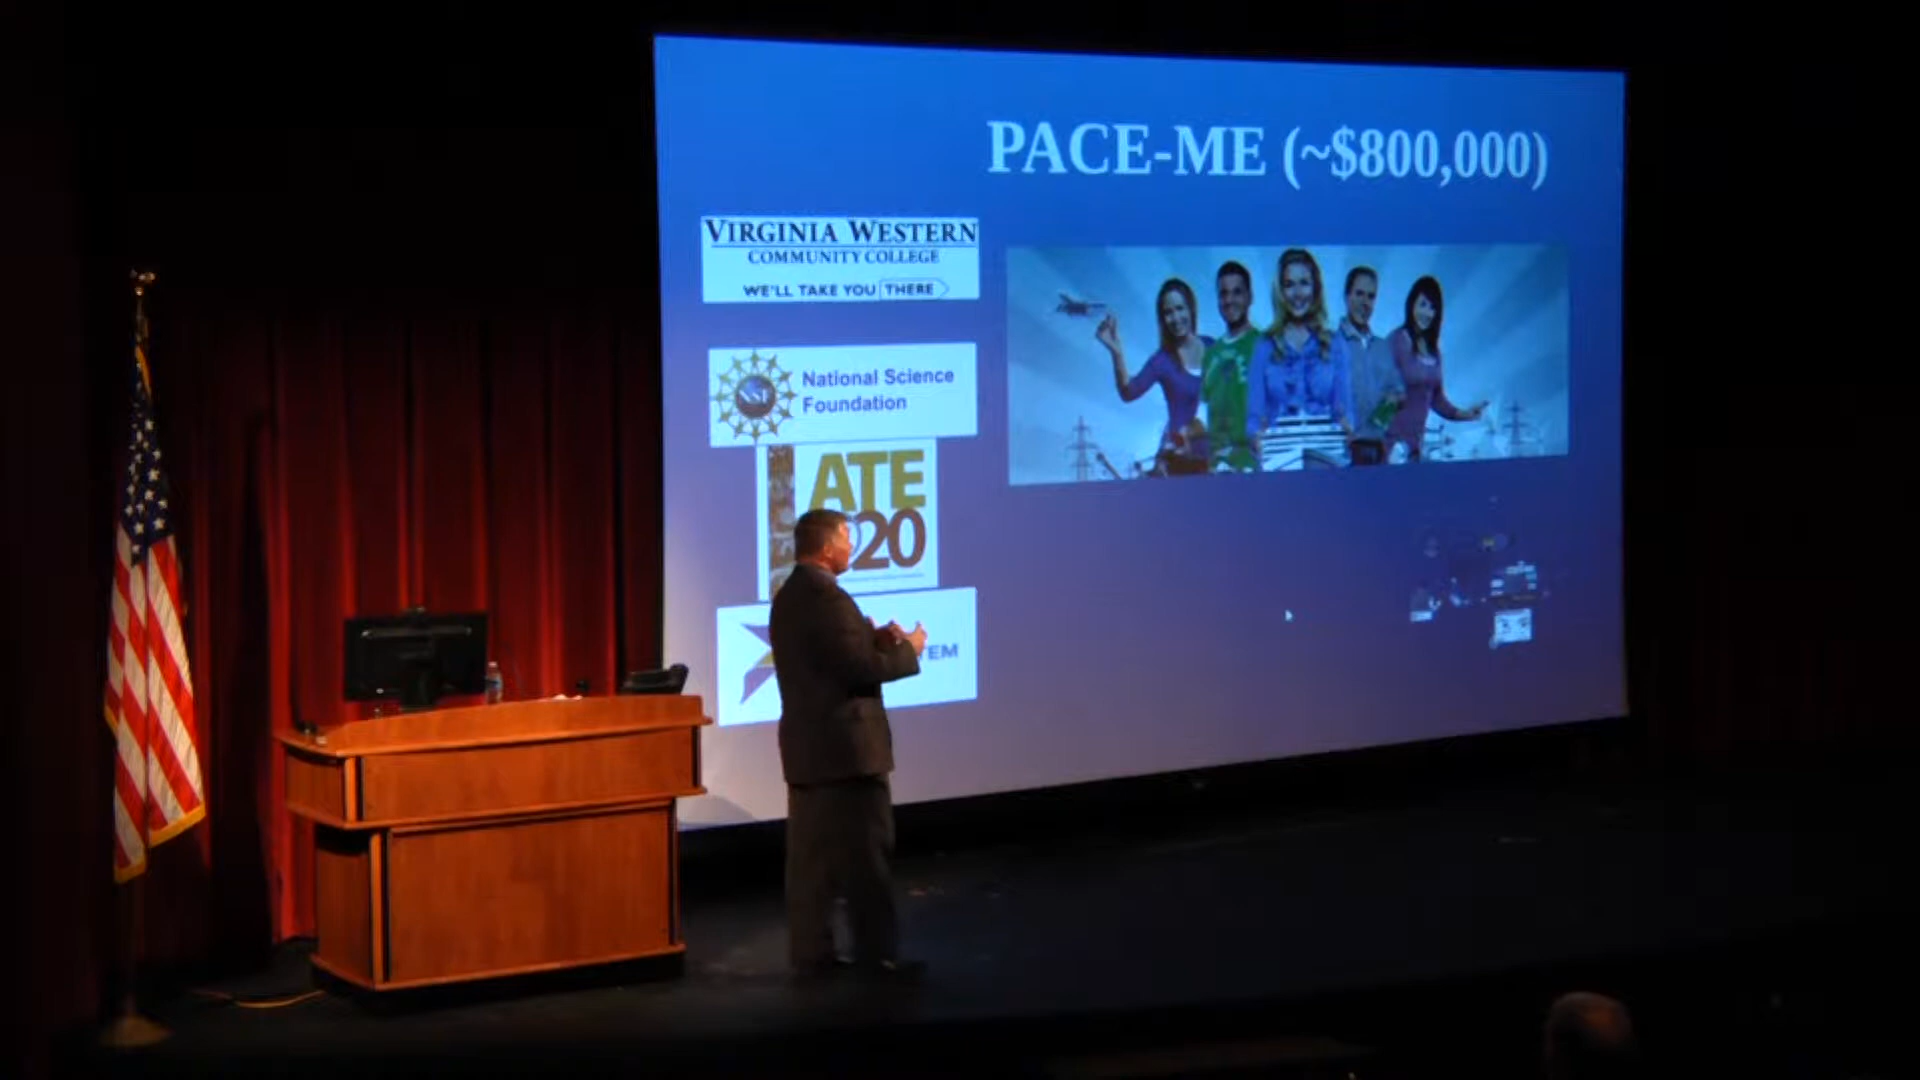 PACE-ME (~$800,000)
VIRGINIA WESTERN
COMMUNITY COLLEGE
WE'LL TAKE YOU THERE
NSF
National Science
Foundation
ATE
20
TEM